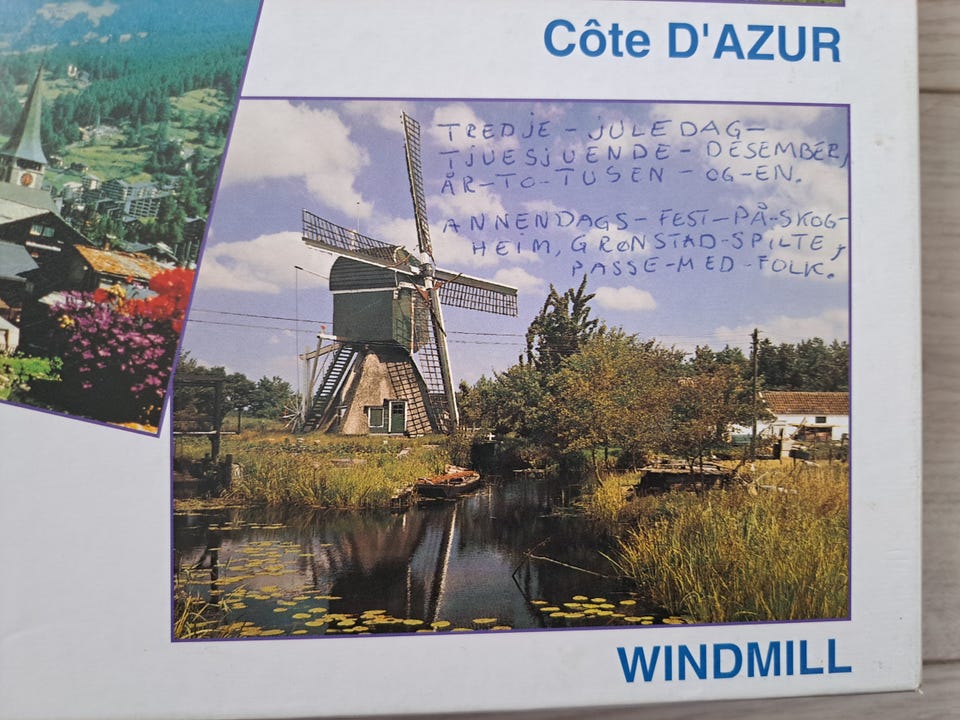 Côte D'AZUR
TREDJE-JULEDAG-
TJUESJUENDE-DESEMBER,
ÅR-TO-TUSEN-OG-EN.
ANNENDAGS-FEST-PÅ-SKOG-
HEIM, GRØNSTAD-SPILTE,
PASSE-MED-FOLK.
WINDMILL